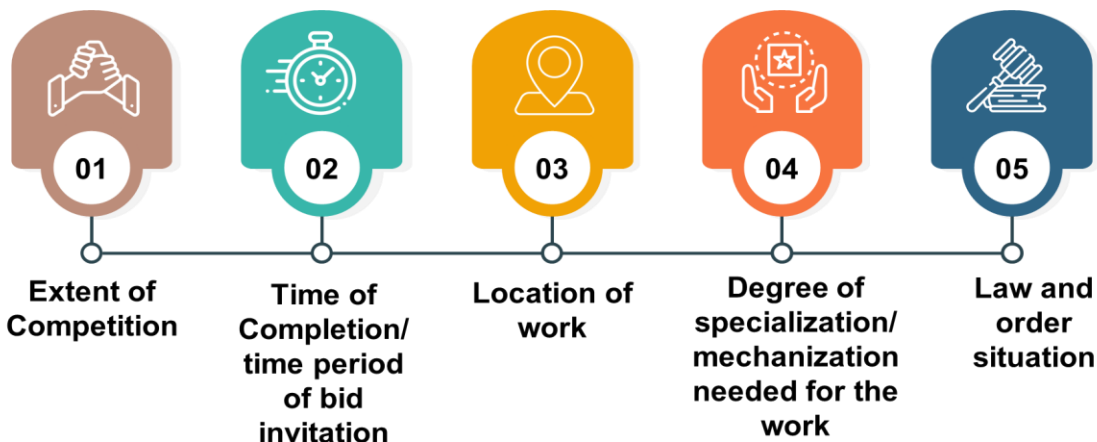 01
Extent of
Competition
02
Time of
Completion/
time period
of bid
invitation
03
Location of
work
04
Degree of
specialization/
mechanization
needed for the
work
05
Law and
order
situation